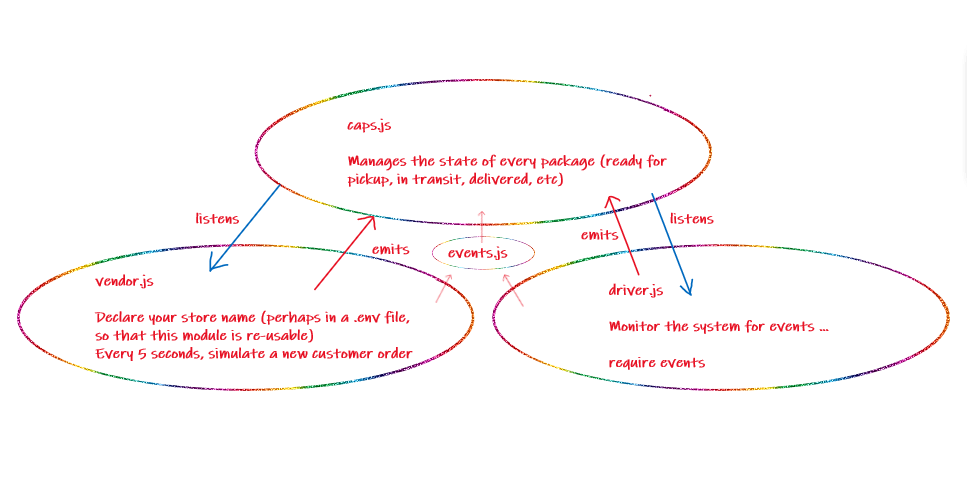 caps.js
Manages the state of every package (ready for
pickup, in transit, delivered, etc)
listens
emits
events.js
emits
listens
vendor.js
Declare your store name (perhaps in a .env file,
so that this module is re-usable)
Every 5 seconds, simulate a new customer order
driver.js
Monitor the system for events ...
require events